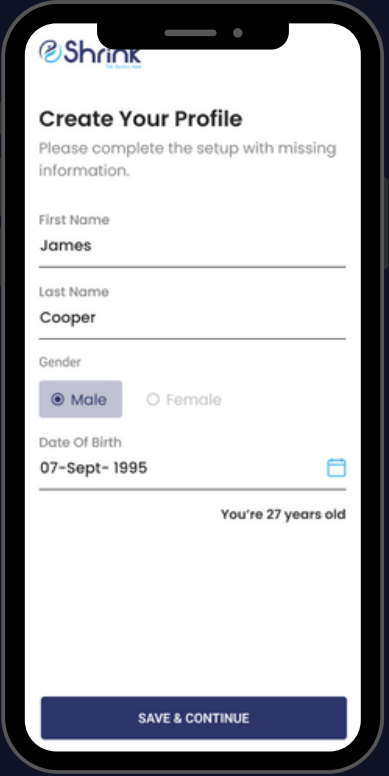 Shrink
Create Your Profile
Please complete the setup with missing
information.
First Name
James
Last Name
Cooper
Gender
Male Female
Date Of Birth
07-Sept- 1995
You're 27 years old
SAVE & CONTINUE